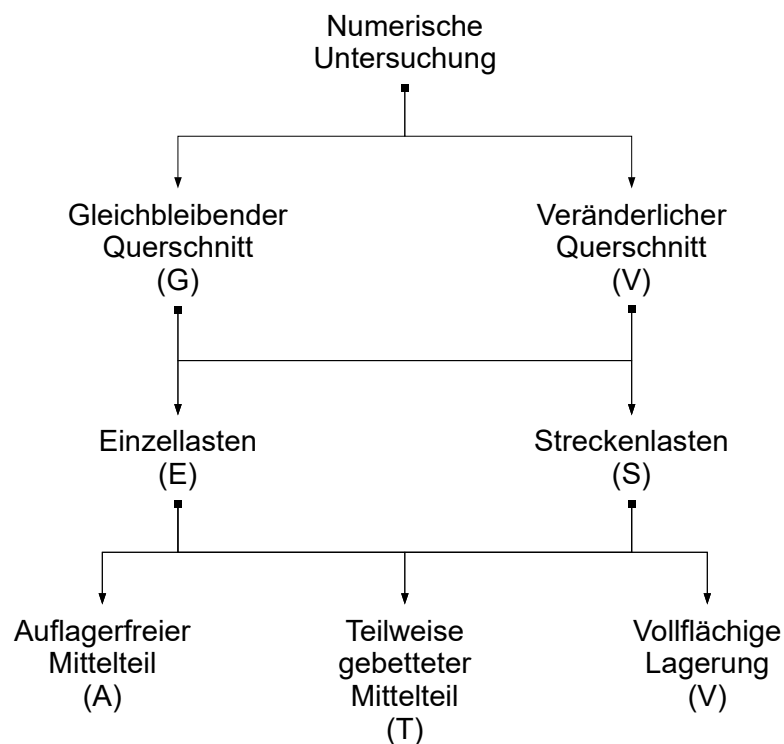 Numerische
Untersuchung
Gleichbleibender
Querschnitt
(G)
Veränderlicher
Querschnitt
(V)
Einzellasten
(E)
Streckenlasten
(S)
Auflagerfreier
Mittelteil
(A)
Teilweise
gebetteter
Mittelteil
(T)
Vollflächige
Lagerung
(V)